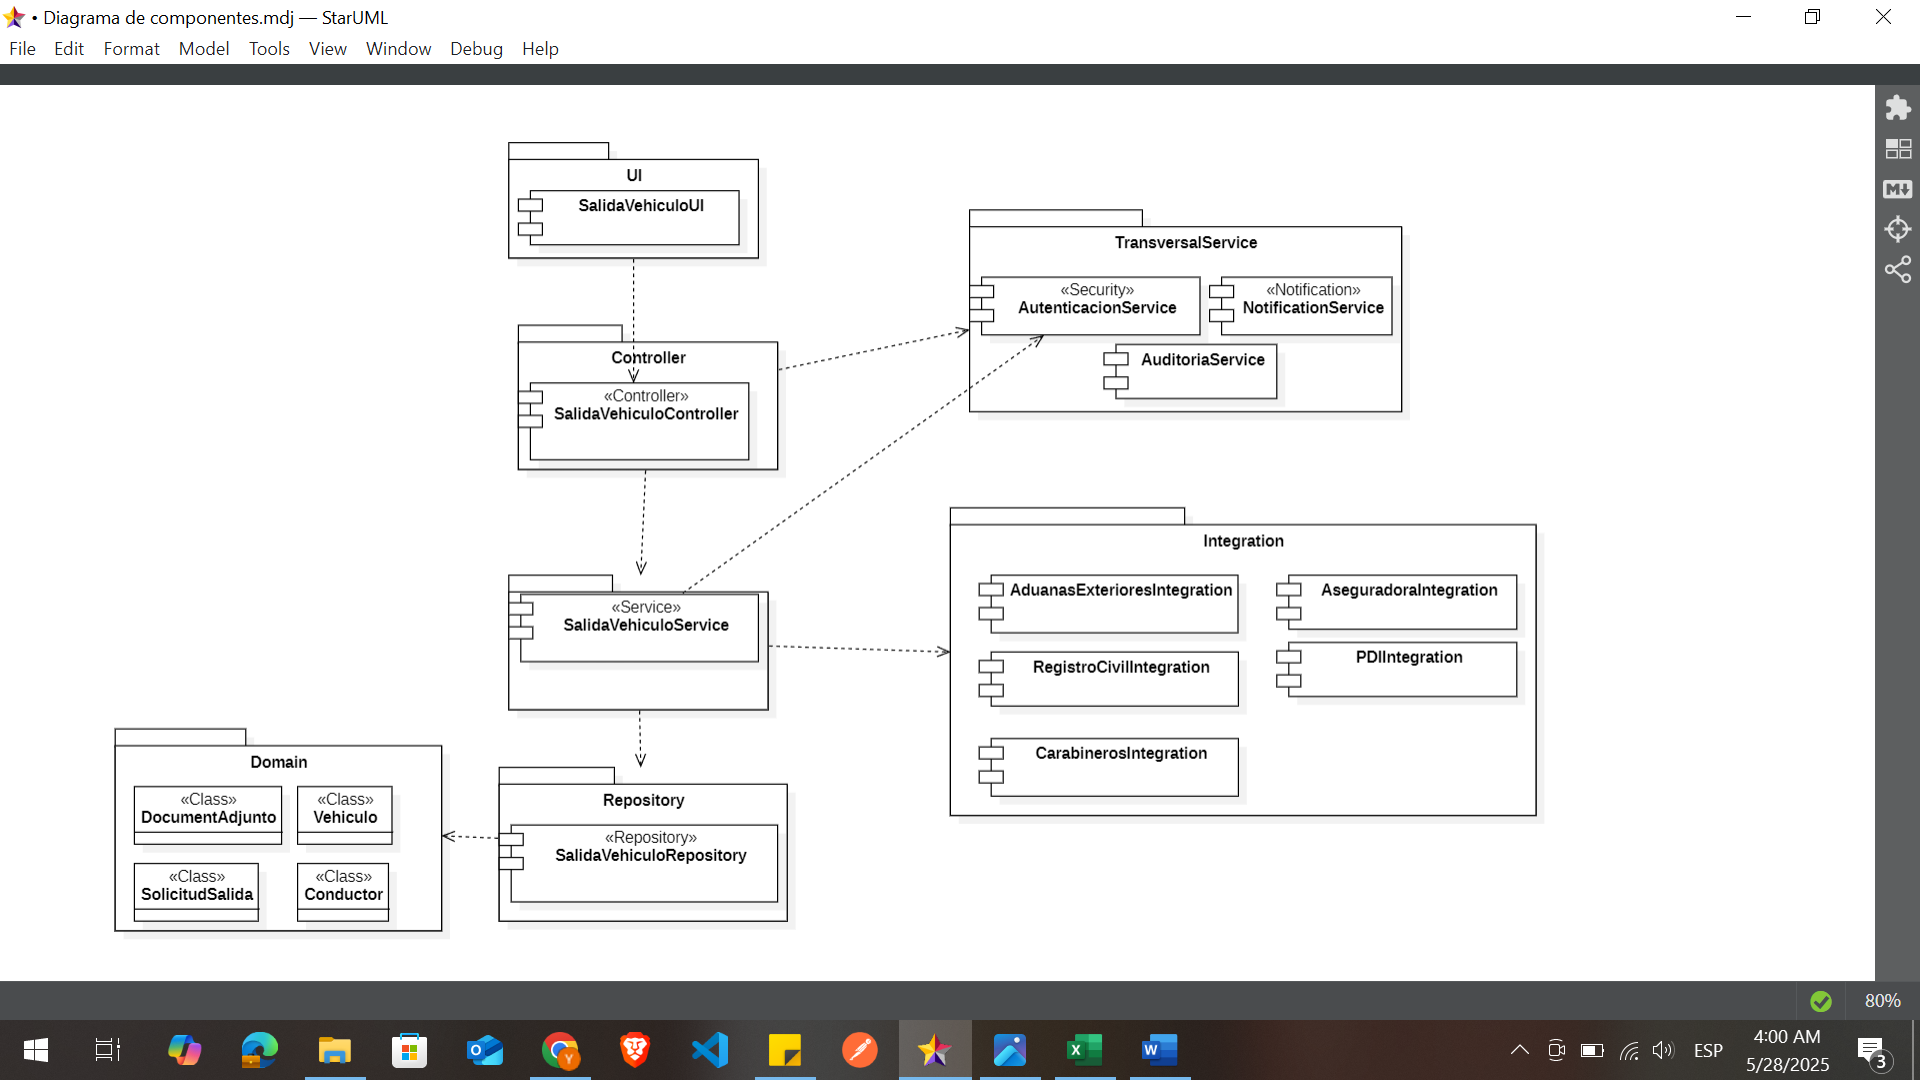 • Diagrama de componentes.mdj — StarUML
File Edit Format Model Tools View Window Debug Help
UI
SalidaVehiculoUI
TransversalService
«Security»
AutenticacionService
«Notification»
NotificationService
AuditoriaService
Controller
«Controller»
SalidaVehiculoController
Integration
AduanasExterioresIntegration
AseguradoraIntegration
RegistroCivilIntegration
PDIIntegration
CarabinerosIntegration
«Service»
SalidaVehiculoService
Domain
«Class»
DocumentAdjunto
«Class»
Vehiculo
«Class»
SolicitudSalida
«Class»
Conductor
Repository
«Repository»
SalidaVehiculoRepository
M
80%
Y
O
X
W
ESP
4:00 AM
5/28/2025
3